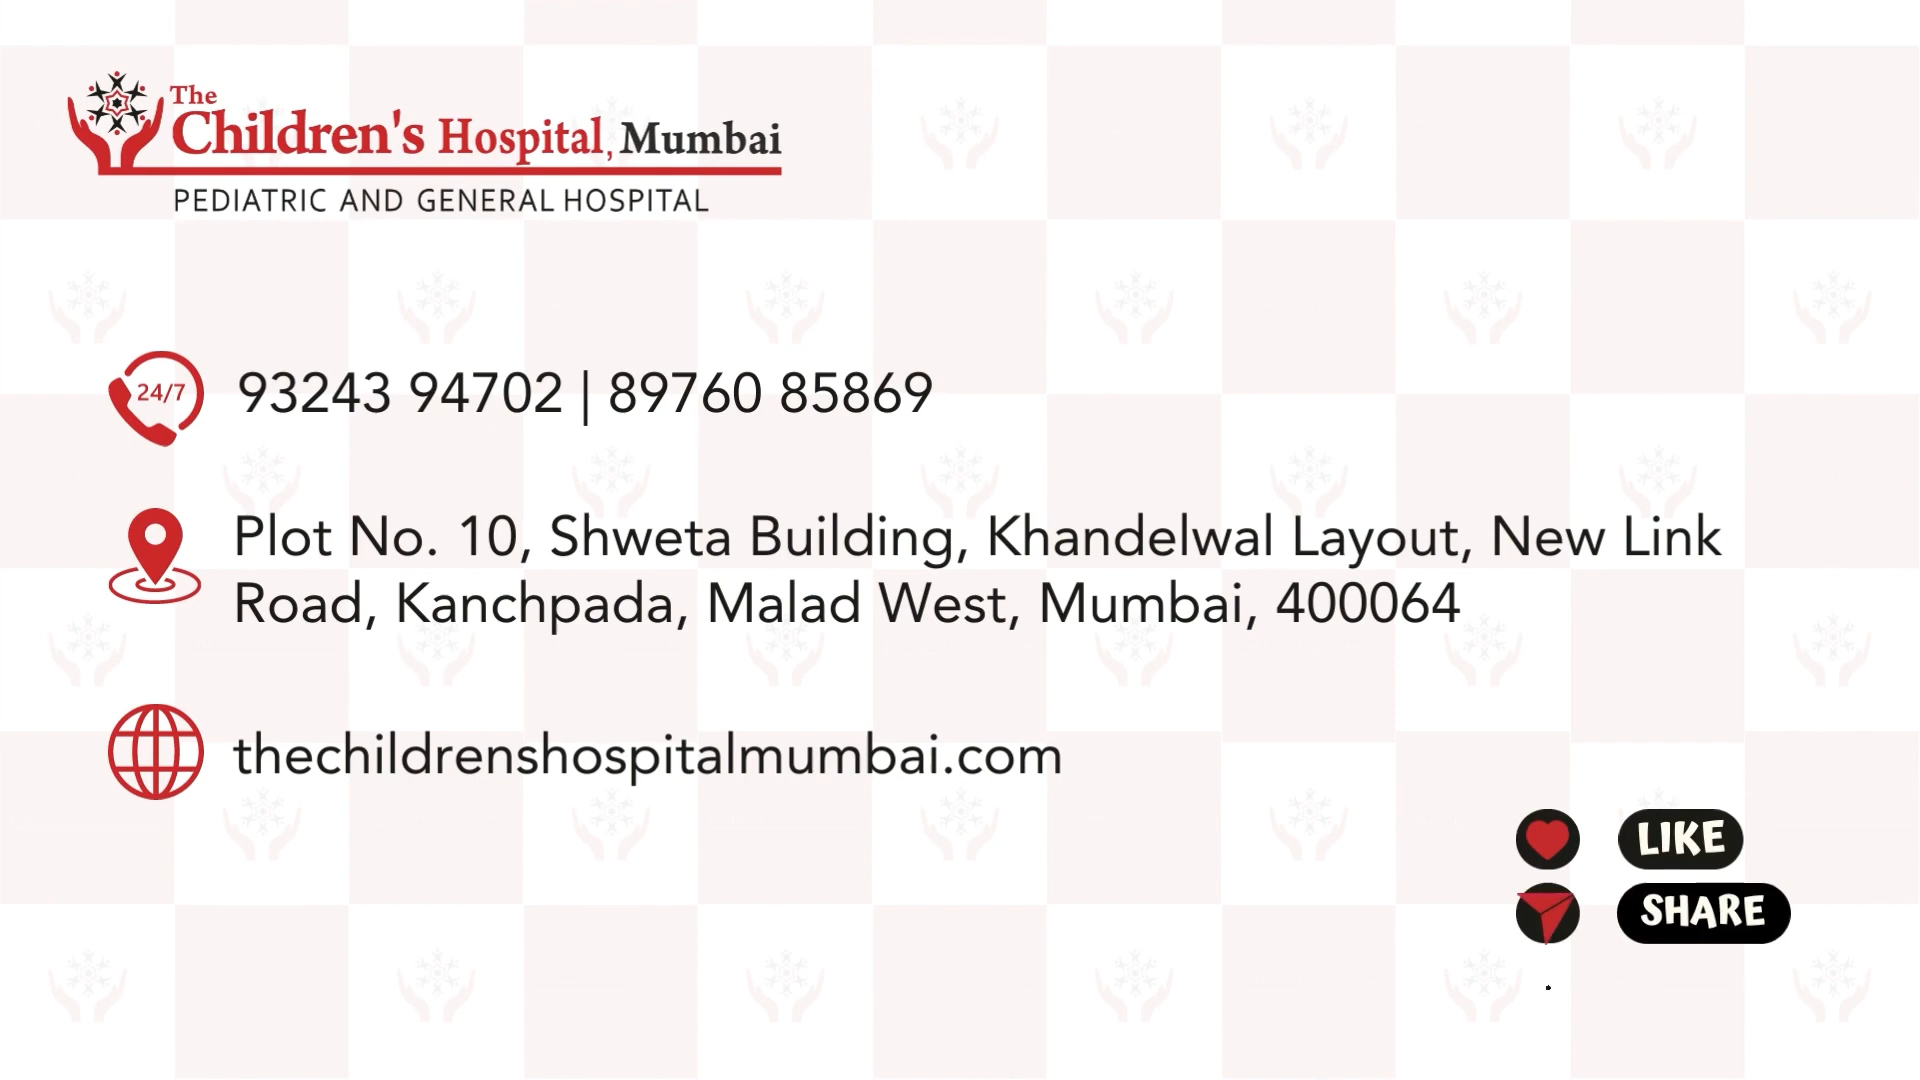 The
Children's Hospital, Mumbai
PEDIATRIC AND GENERAL HOSPITAL
24/7
93243 94702 | 89760 85869
Plot No. 10, Shweta Building, Khandelwal Layout, New Link
Road, Kanchpada, Malad West, Mumbai, 400064
thechildrenshospitalmumbai.com
LIKE
SHARE